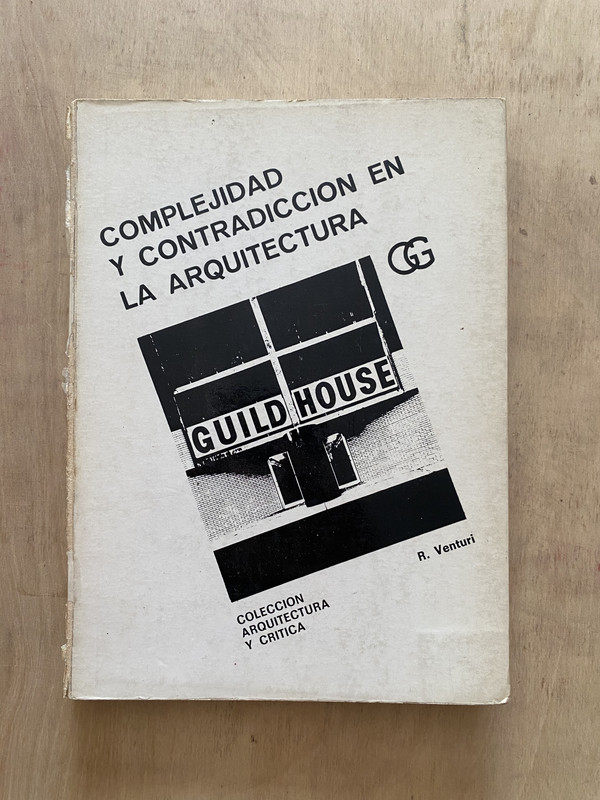 COMPLEJIDAD
Y CONTRADICCION EN
LA ARQUITECTURA
GG
GUILD HOUSE
R. Venturi
COLECCION
ARQUITECTURA
Y CRITICA